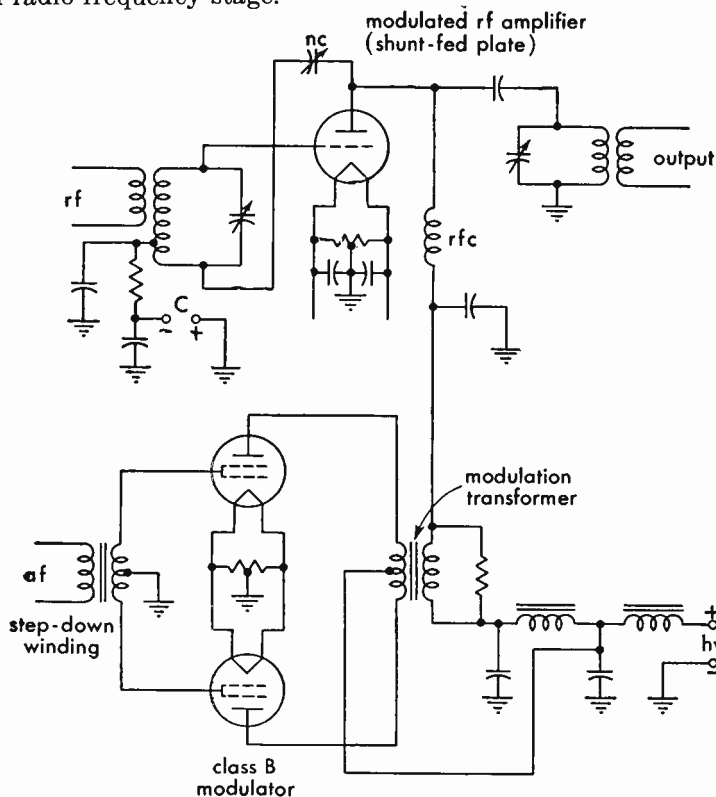 radio frequency stage.
modulated rf amplifier
(shunt-fed plate)
nc
rf
output
rfc
C
- +
modulation
transformer
af
step-down
winding
+
hv
-
class B
modulator